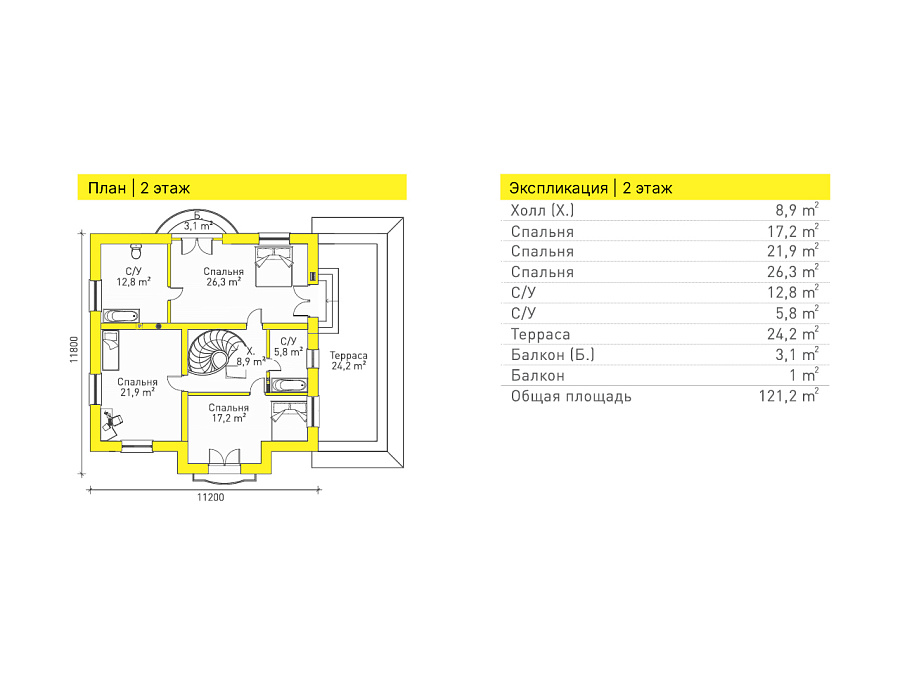 План | 2 этаж
Б.
3,1 m²
С/У
12,8 m²
Спальня
26,3 m²
11800
Х.
8,9 m²
С/У
5,8 m²
Терраса
24,2 m²
Спальня
21,9 m²
Спальня
17,2 m²
11200
Экспликация | 2 этаж
Холл (Х.) 8,9 m²
Спальня 17,2 m²
Спальня 21,9 m²
Спальня 26,3 m²
С/У 12,8 m²
С/У 5,8 m²
Терраса 24,2 m²
Балкон (Б.) 3,1 m²
Балкон 1 m²
Общая площадь 121,2 m²